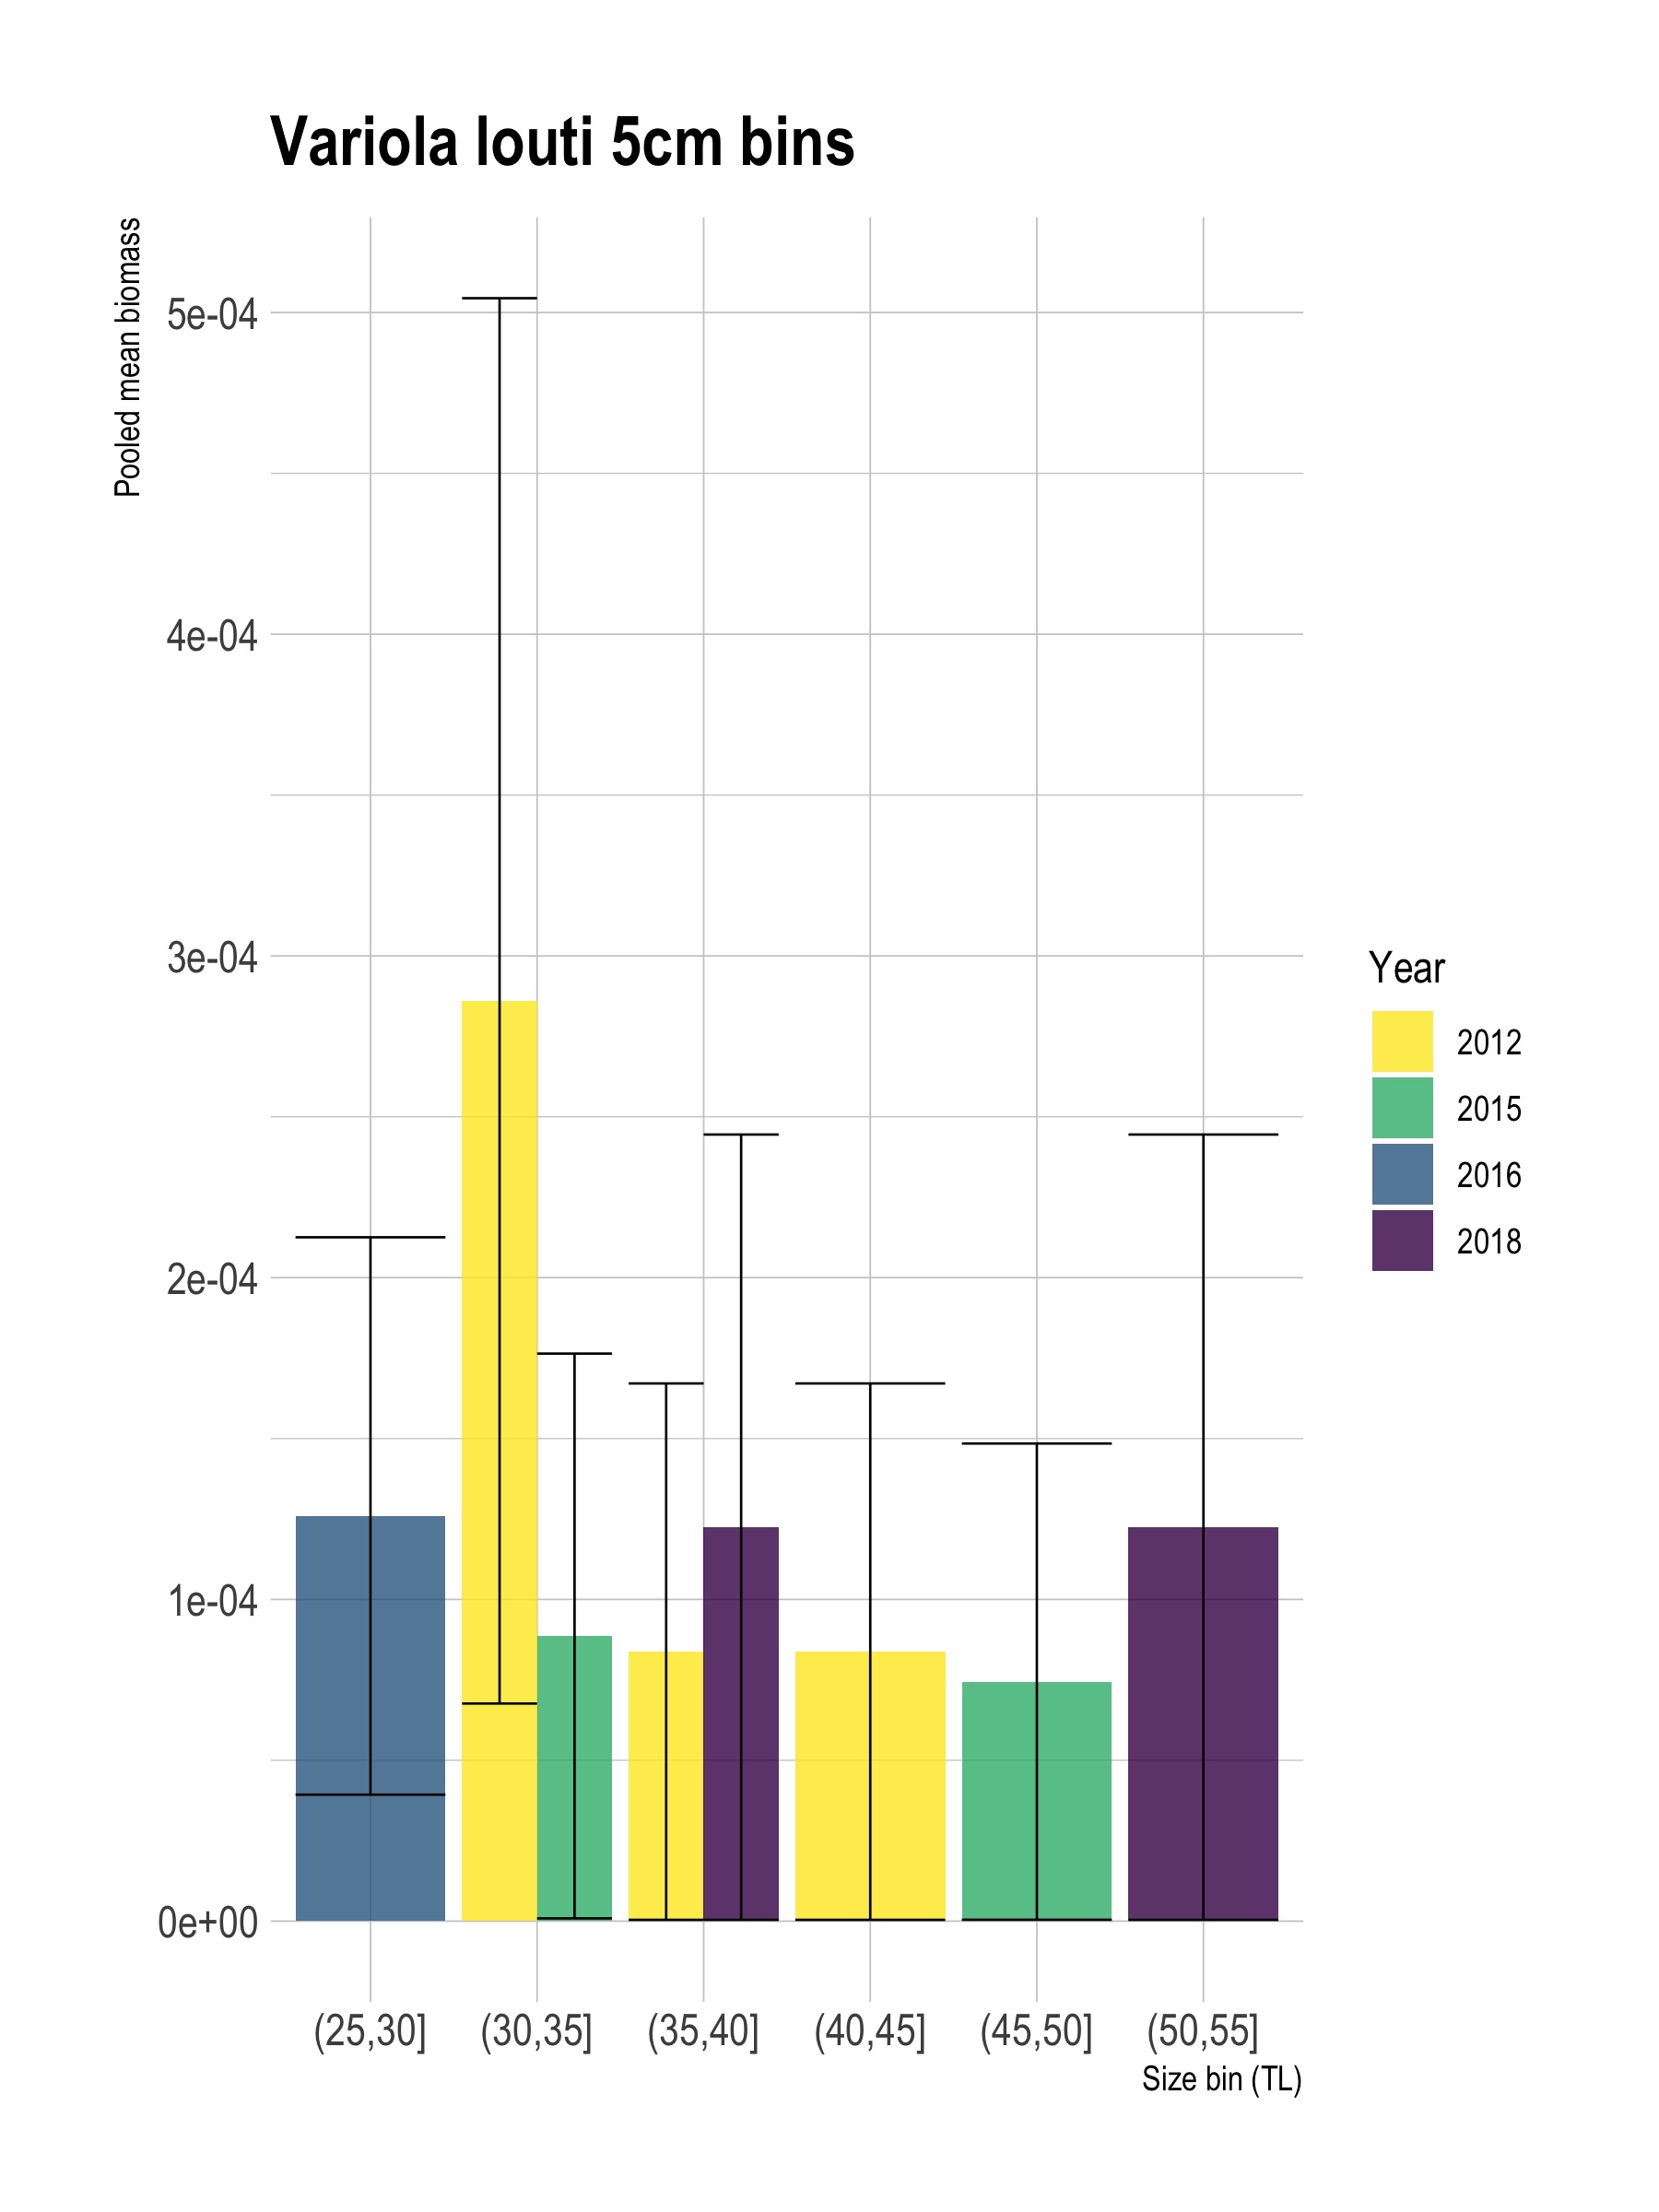 Variola louti 5cm bins
Pooled mean biomass
5e-04
4e-04
3e-04
2e-04
1e-04
0e+00
(25,30] (30,35] (35,40] (40,45] (45,50] (50,55]
Size bin (TL)
Year
2012
2015
2016
2018